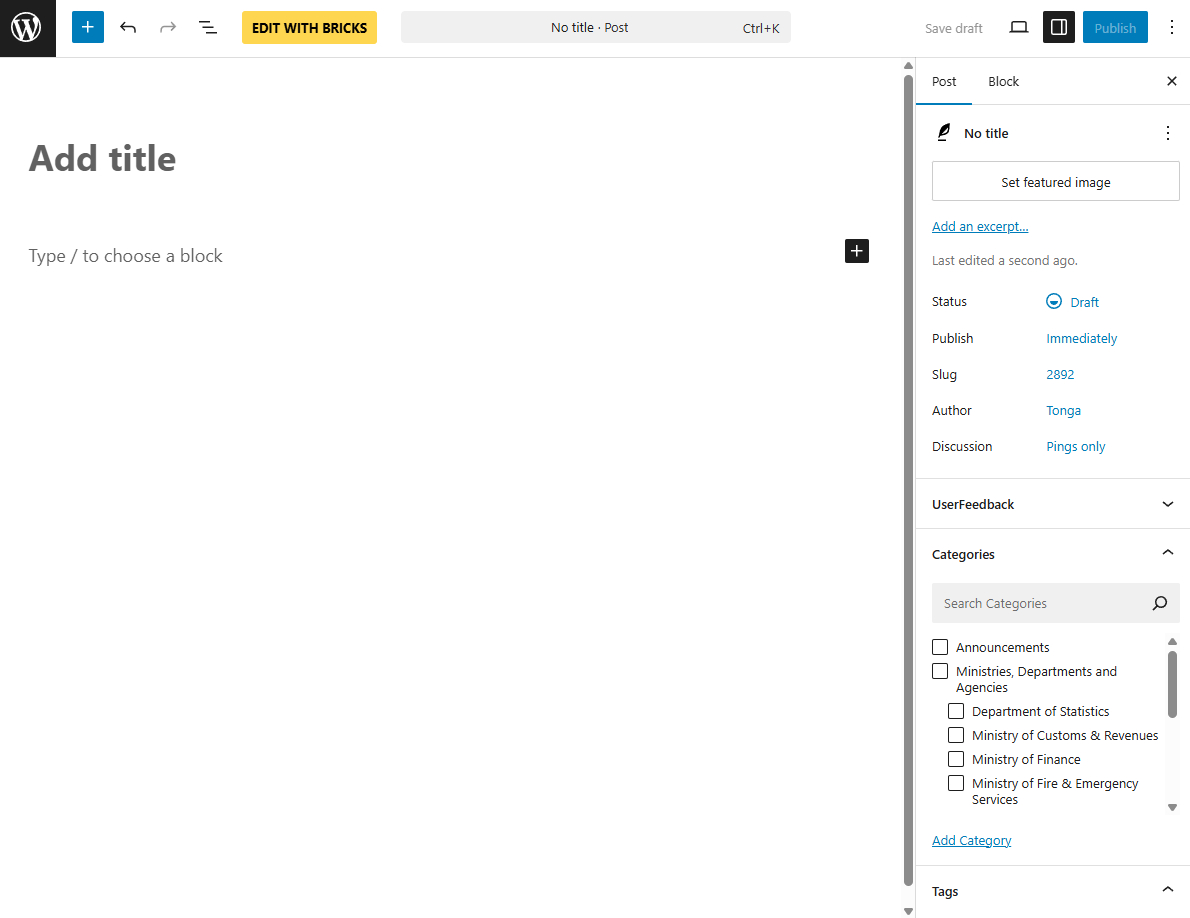 EDIT WITH BRICKS
No title · Post
Ctrl+K
Save draft
Publish
Add title
Type / to choose a block
Post
Block
No title
Set featured image
Add an excerpt...
Last edited a second ago.
Status
Draft
Publish
Immediately
Slug
2892
Author
Tonga
Discussion
Pings only
UserFeedback
Categories
Search Categories
Announcements
Ministries, Departments and
Agencies
Department of Statistics
Ministry of Customs & Revenues
Ministry of Finance
Ministry of Fire & Emergency
Services
Add Category
Tags